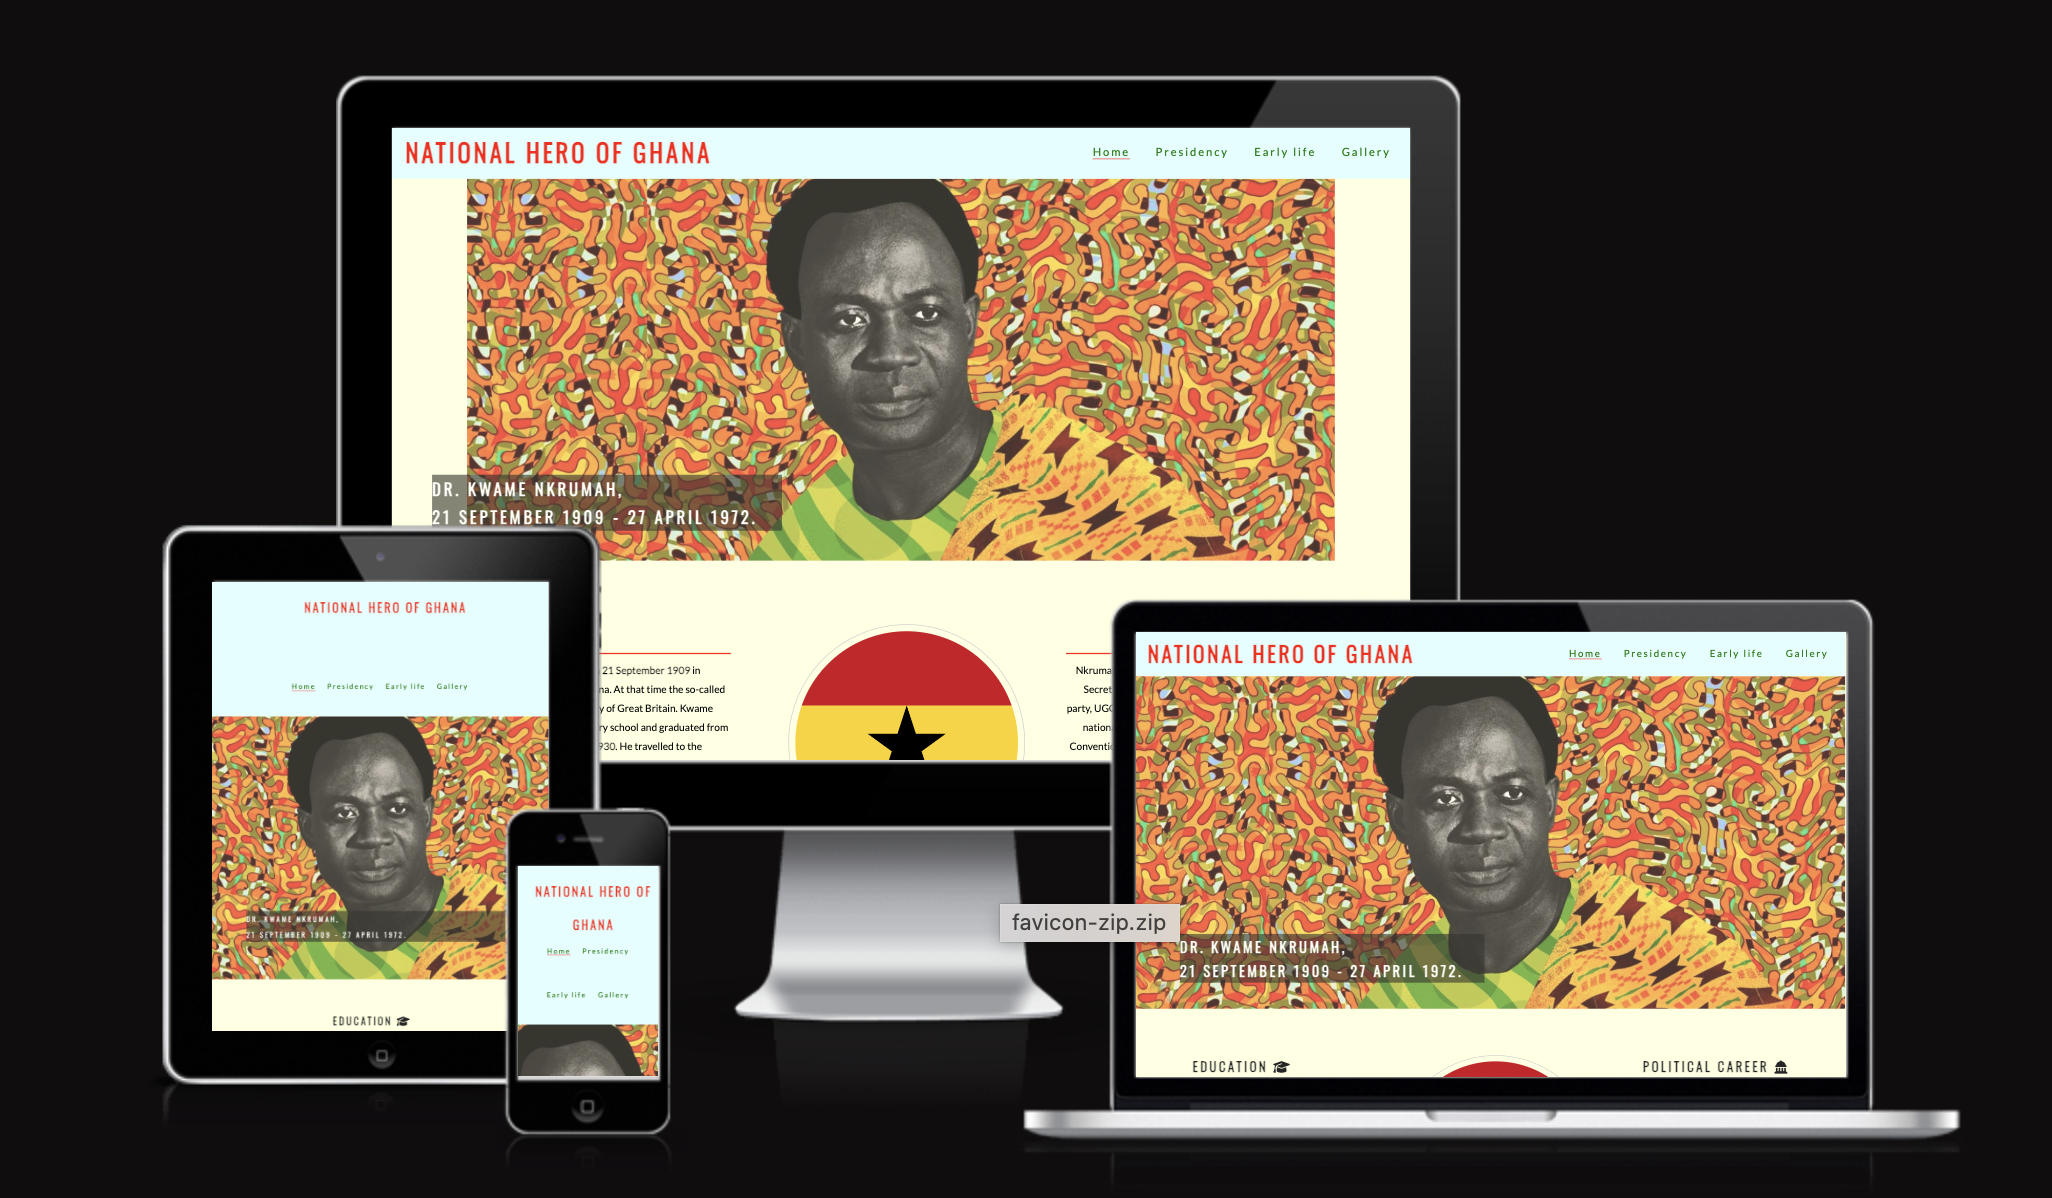 NATIONAL HERO OF GHANA
Home Presidency Early life Gallery
DR. KWAME NKRUMAH,
21 SEPTEMBER 1909 - 27 APRIL 1972.
21 September 1909 in
na. At that time the so-called
y of Great Britain. Kwame
ry school and graduated from
930. He travelled to the
Nkruma
Secret
party, UGC
nation
Conventi
NATIONAL HERO OF GHANA
Home Presidency Early life Gallery
DR. KWAME NKRUMAH,
21 SEPTEMBER 1909 - 27 APRIL 1972.
EDUCATION
NATIONAL HERO OF
GHANA
Home Presidency
Early life Gallery
favicon-zip.zip
NATIONAL HERO OF GHANA
Home Presidency Early life Gallery
DR. KWAME NKRUMAH,
21 SEPTEMBER 1909 - 27 APRIL 1972.
EDUCATION
POLITICAL CAREER